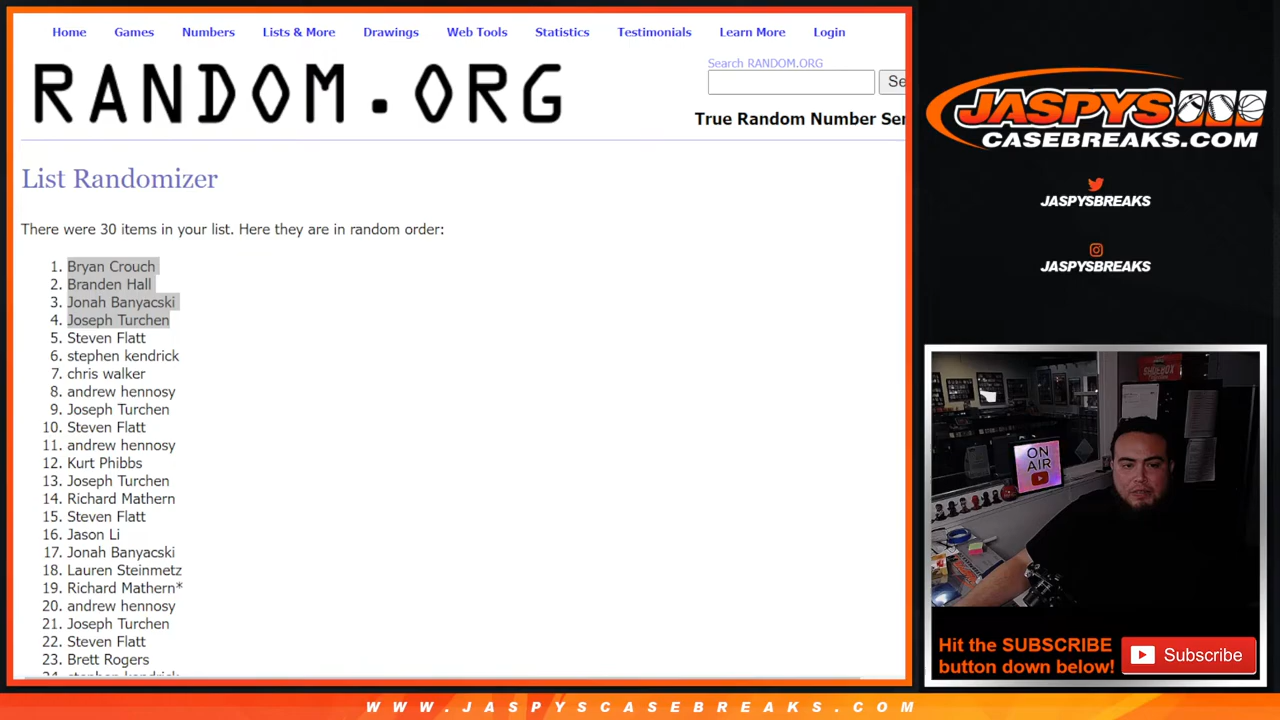 Home Games Numbers Lists & More Drawings Web Tools Statistics Testimonials Learn More Login
RANDOM.ORG
Search RANDOM.ORG
Se
True Random Number Ser
List Randomizer
There were 30 items in your list. Here they are in random order:
1. Bryan Crouch
2. Branden Hall
3. Jonah Banyacski
4. Joseph Turchen
5. Steven Flatt
6. stephen kendrick
7. chris walker
8. andrew hennosy
9. Joseph Turchen
10. Steven Flatt
11. andrew hennosy
12. Kurt Phibbs
13. Joseph Turchen
14. Richard Mathern
15. Steven Flatt
16. Jason Li
17. Jonah Banyacski
18. Lauren Steinmetz
19. Richard Mathern*
20. andrew hennosy
21. Joseph Turchen
22. Steven Flatt
23. Brett Rogers
24. stephen kendrick
JASPYS
CASEBREAKS.COM
JASPYSBREAKS
JASPYSBREAKS
SHOEBOX
ON
AIR
Hit the SUBSCRIBE
button down below!
Subscribe
WWW.JASPYSCASEBREAKS.COM